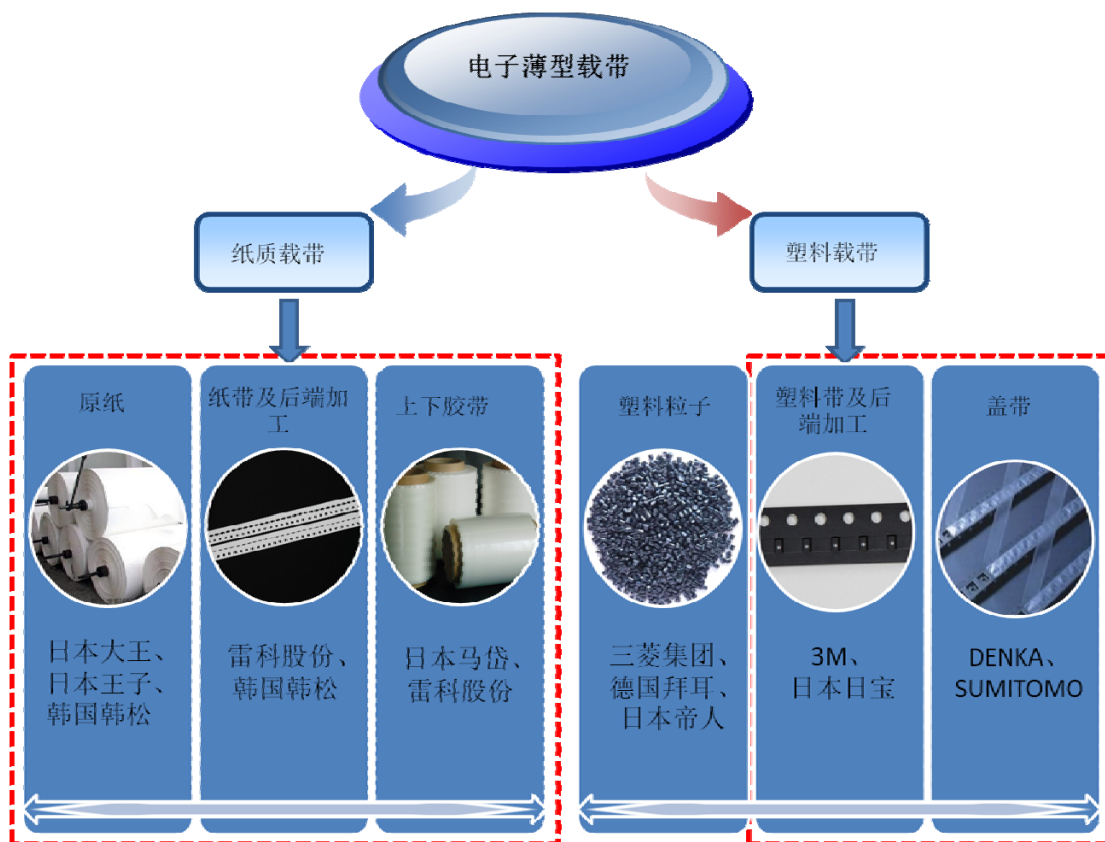 电子薄型载带
纸质载带
塑料载带
原纸
纸带及后端加
工
上下胶带
塑料粒子
塑料带及后
端加工
盖带
日本大王、
日本王子、
韩国韩松
雷科股份、
韩国韩松
日本马岱、
雷科股份
三菱集团、
德国拜耳、
日本帝人
3M、
日本日宝
DENKA、
SUMITOMO